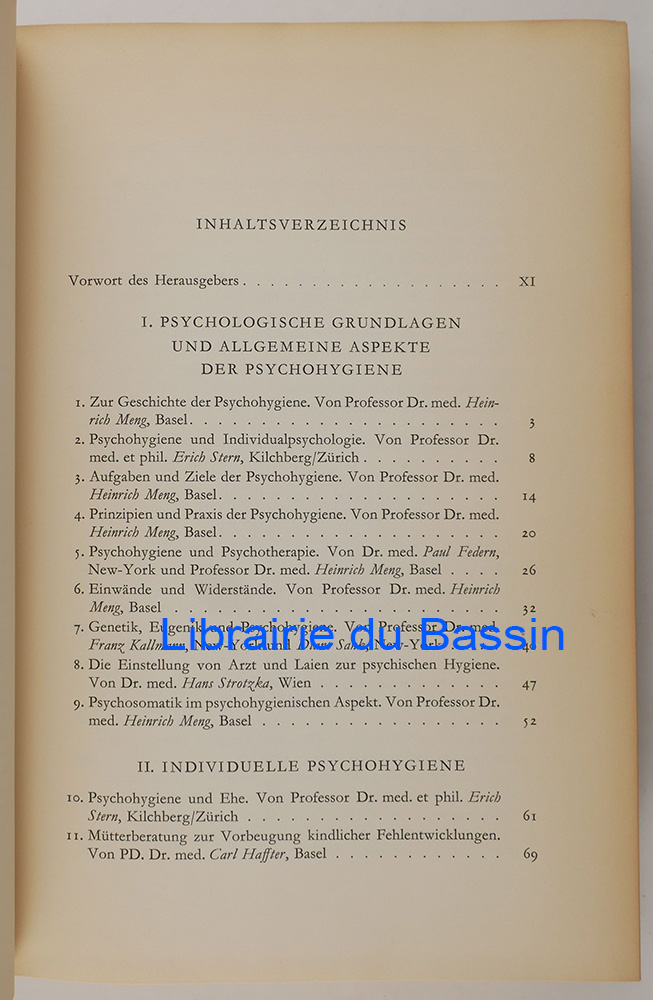 INHALTSVERZEICHNIS
Vorwort des Herausgebers . . . . . . . . . . . . . . . . . . . XI
I. PSYCHOLOGISCHE GRUNDLAGEN
UND ALLGEMEINE ASPEKTE
DER PSYCHOHYGIENE
1. Zur Geschichte der Psychohygiene. Von Professor Dr. med. Hein-
rich Meng, Basel . . . . . . . . . . . . . . . . . . . . . . 3
2. Psychohygiene und Individualpsychologie. Von Professor Dr.
med. et phil. Erich Stern, Kilchberg/Zürich . . . . . . . . . . 8
3. Aufgaben und Ziele der Psychohygiene. Von Professor Dr. med.
Heinrich Meng, Basel . . . . . . . . . . . . . . . . . . . . 14
4. Prinzipien und Praxis der Psychohygiene. Von Professor Dr. med.
Heinrich Meng, Basel . . . . . . . . . . . . . . . . . . . . 20
5. Psychohygiene und Psychotherapie. Von Dr. med. Paul Federn,
New-York und Professor Dr. med. Heinrich Meng, Basel . . . . 26
6. Einwände und Widerstände. Von Professor Dr. med. Heinrich
Meng, Basel . . . . . . . . . . . . . . . . . . . . . . . . 32
7. Genetik, Eugenik und Psychohygiene. Von Professor Dr. med.
Franz Kallmann, New-York und New-York . . . 40
Librairie du Bassin
8. Die Einstellung von Arzt und Laien zur psychischen Hygiene.
Von Dr. med. Hans Strotzka, Wien . . . . . . . . . . . . . . 47
9. Psychosomatik im psychohygienischen Aspekt. Von Professor Dr.
med. Heinrich Meng, Basel . . . . . . . . . . . . . . . . . . 52
II. INDIVIDUELLE PSYCHOHYGIENE
10. Psychohygiene und Ehe. Von Professor Dr. med. et phil. Erich
Stern, Kilchberg/Zürich . . . . . . . . . . . . . . . . . . . 61
11. Mütterberatung zur Vorbeugung kindlicher Fehlentwicklungen.
Von PD. Dr. med. Carl Haffter, Basel . . . . . . . . . . . . 69